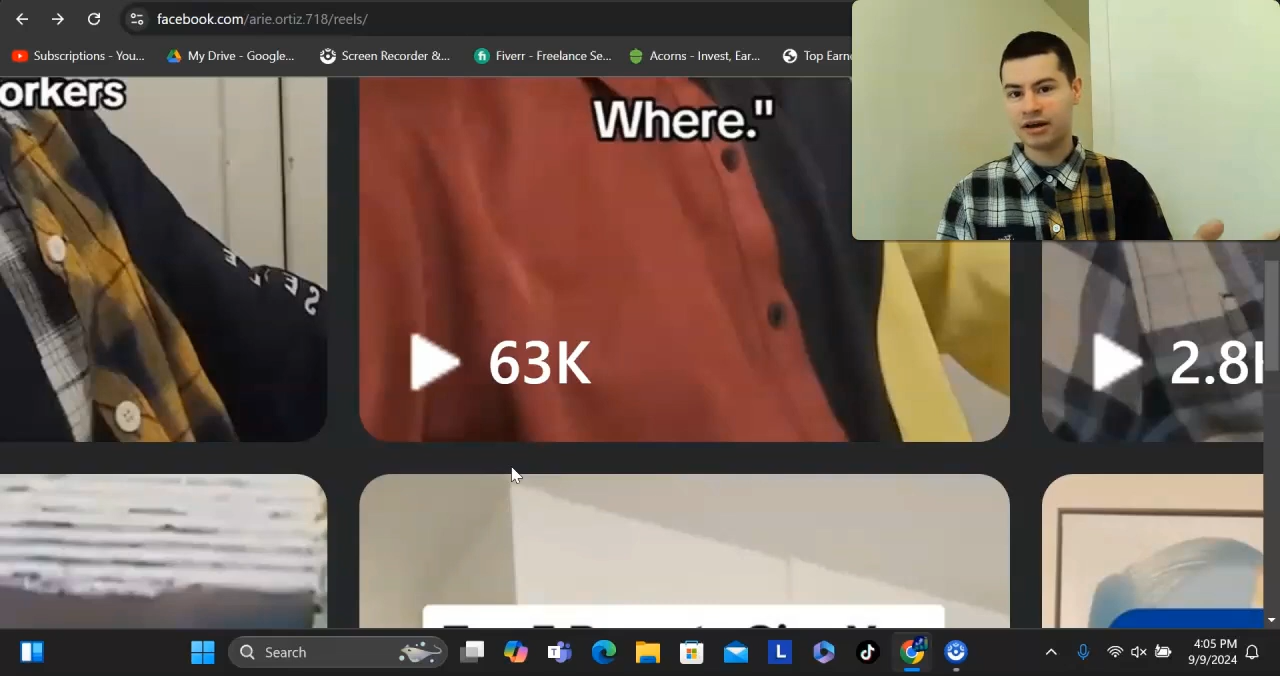 facebook.com/arie.ortiz.718/reels/
Subscriptions - You...
My Drive - Google...
Screen Recorder &...
Fiverr - Freelance Se...
Acorns - Invest, Ear...
Top Earn
orkers
Where."
63K
2.8K
Search
4:05 PM
9/9/2024